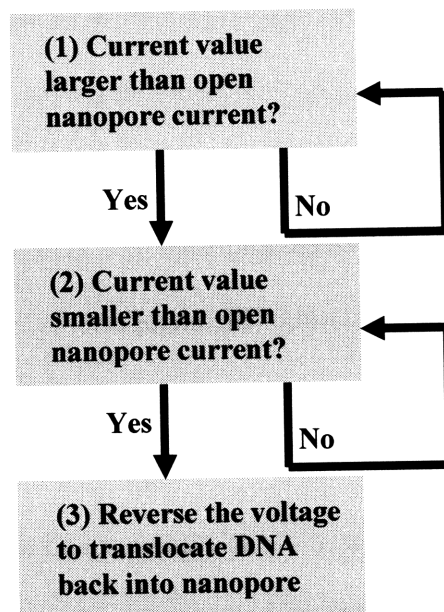 (1) Current value
larger than open
nanopore current?
Yes
No
(2) Current value
smaller than open
nanopore current?
Yes
No
(3) Reverse the voltage
to translocate DNA
back into nanopore